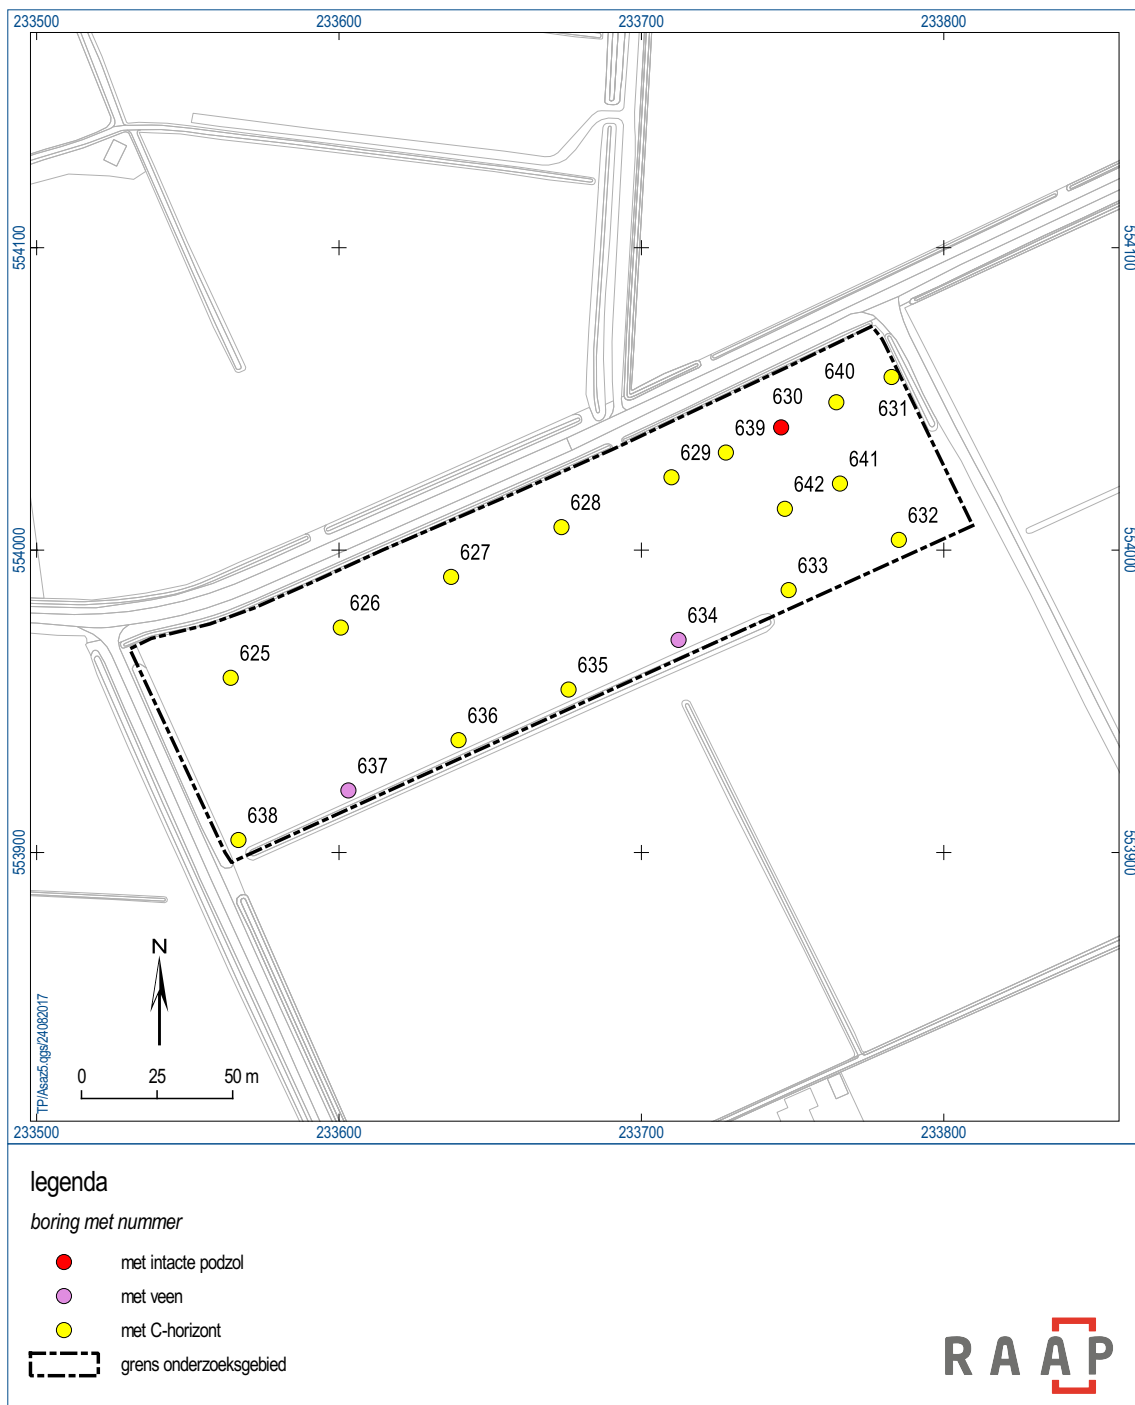 233500 233600 233700 233800
554100 554100
640
630
631
639
629
641
642
628
632
554000 554000
627
633
626
634
625
635
636
637
638
553900 553900
N
TP/Asaz5.qgs/24082017
0 25 50 m
233500 233600 233700 233800
legenda
boring met nummer
met intacte podzol
met veen
met C-horizont
grens onderzoeksgebied
RAAP